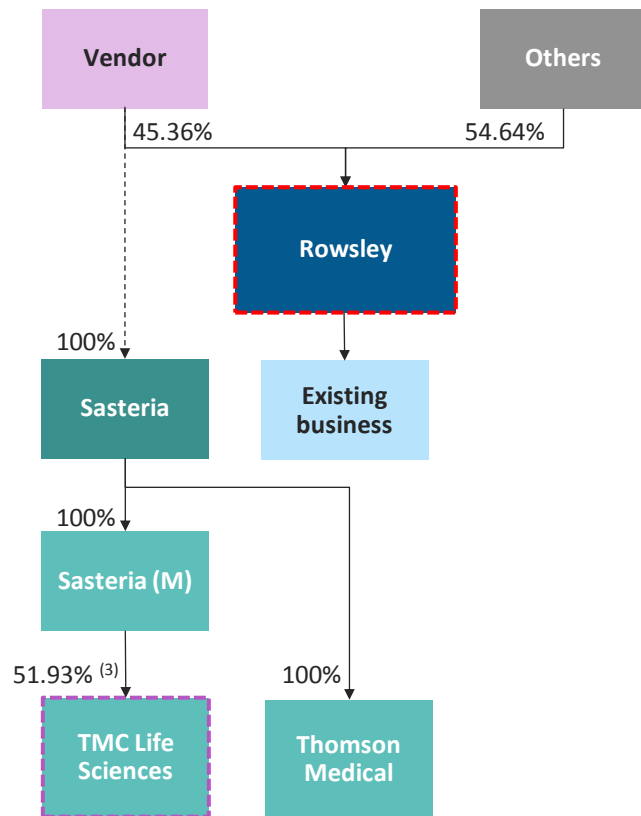 Vendor
Others
45.36%
54.64%
Rowsley
100%
Sasteria
Existing
business
100%
Sasteria (M)
51.93% (3)
100%
TMC Life
Sciences
Thomson
Medical